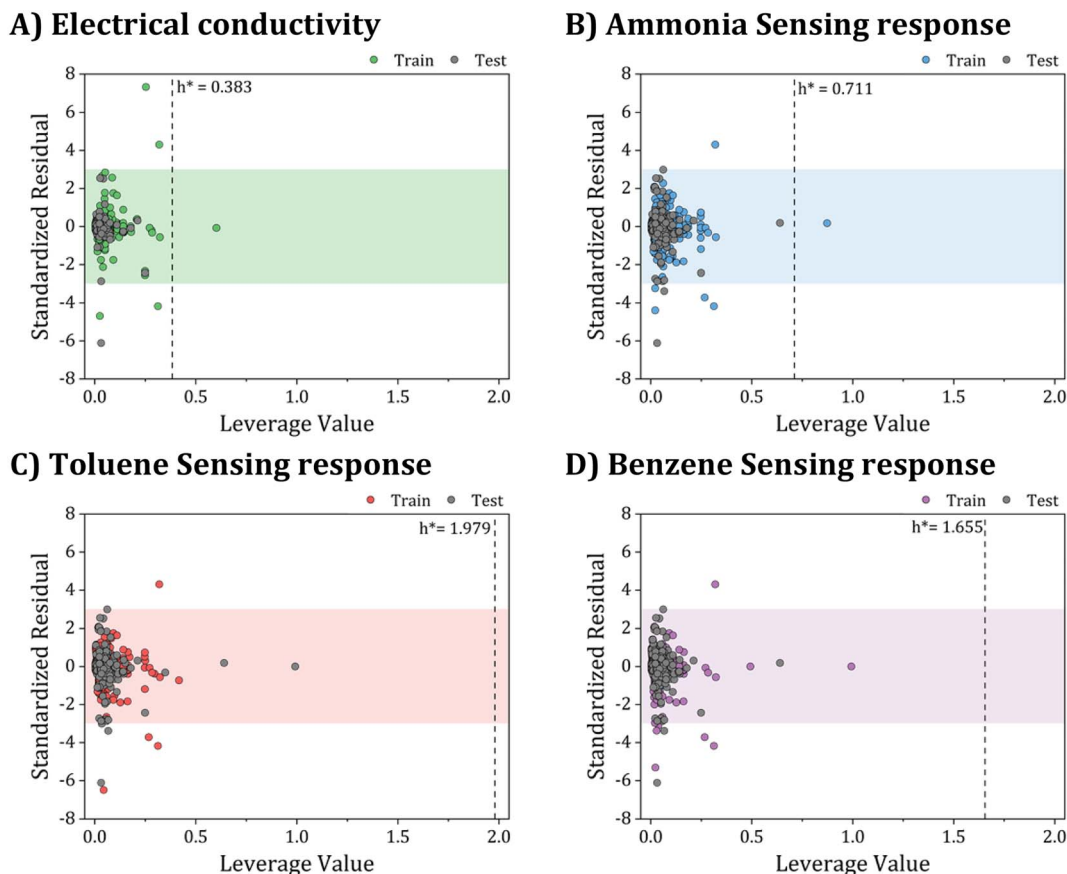 A) Electrical conductivity
Train Test
h* = 0.383
8
6
4
2
0
-2
-4
-6
-8
Standardized Residual
0.0 0.5 1.0 1.5 2.0
Leverage Value
B) Ammonia Sensing response
Train Test
h* = 0.711
8
6
4
2
0
-2
-4
-6
-8
Standardized Residual
0.0 0.5 1.0 1.5 2.0
Leverage Value
C) Toluene Sensing response
Train Test
h*= 1.979
8
6
4
2
0
-2
-4
-6
-8
Standardized Residual
0.0 0.5 1.0 1.5 2.0
Leverage Value
D) Benzene Sensing response
Train Test
h*= 1.655
8
6
4
2
0
-2
-4
-6
-8
Standardized Residual
0.0 0.5 1.0 1.5 2.0
Leverage Value